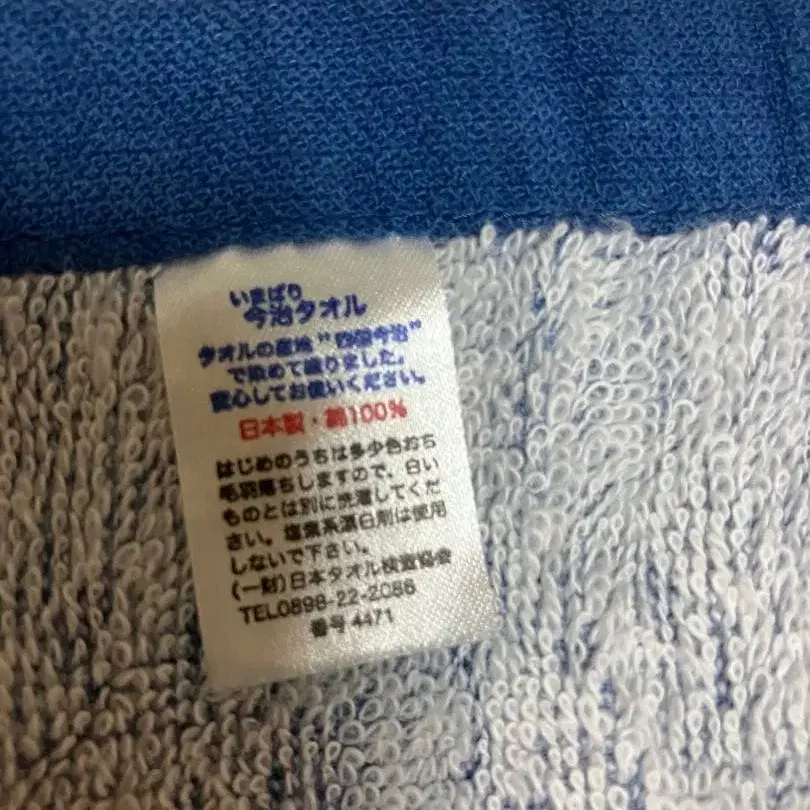 いまばり
今治タオル
タオルの産地"四国今治"
で染めて織りました。
安心してお使いください。
日本製・綿100%
はじめのうちは多少色おち
毛羽落ちしますので、白い
ものとは別に洗濯してくだ
さい。塩素系漂白剤は使用
しないで下さい。
(一財)日本タオル検査協会
TEL0898-22-2086
番号 4471